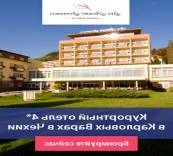 Курортный отель 4*
в Карловых Варах в Чехии
Бронируйте сейчас